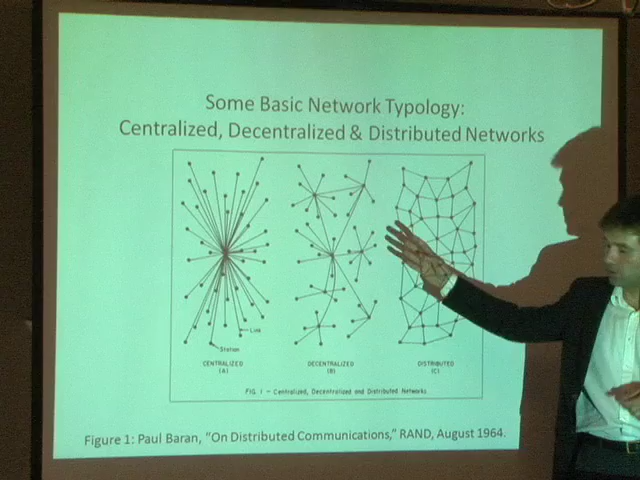 Some Basic Network Typology:
Centralized, Decentralized & Distributed Networks
Link
Station
CENTRALIZED
(A)
DECENTRALIZED
(B)
DISTRIBUTED
(C)
FIG. 1 – Centralized, Decentralized and Distributed Networks
Figure 1: Paul Baran, "On Distributed Communications," RAND, August 1964.